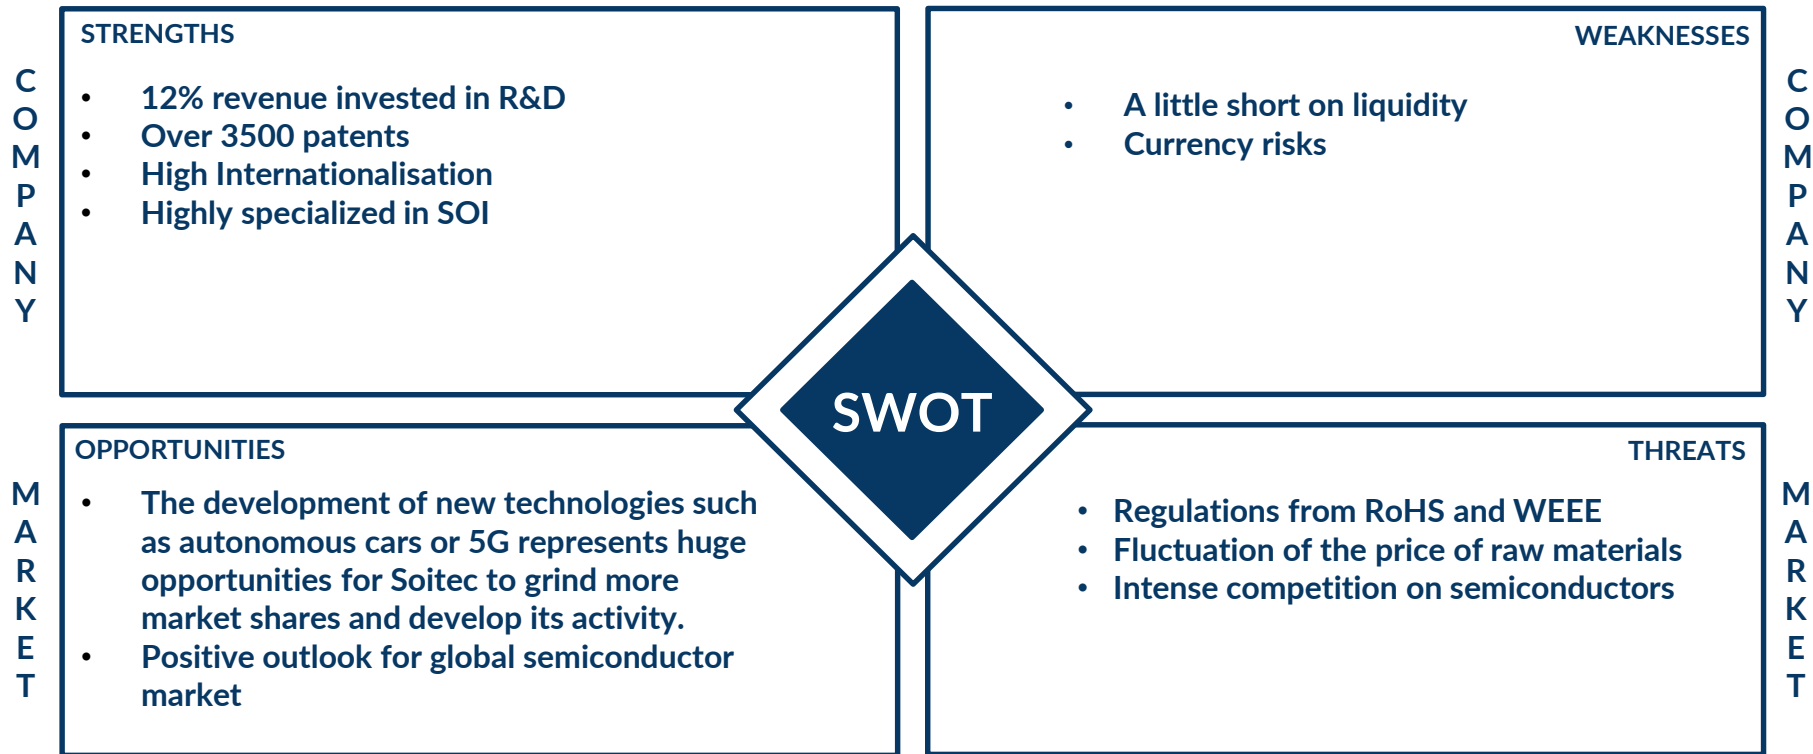 STRENGTHS
• 12% revenue invested in R&D
• Over 3500 patents
• High Internationalisation
• Highly specialized in SOI
WEAKNESSES
• A little short on liquidity
• Currency risks
C
O
M
P
A
N
Y
C
O
M
P
A
N
Y
SWOT
OPPORTUNITIES
• The development of new technologies such
as autonomous cars or 5G represents huge
opportunities for Soitec to grind more
market shares and develop its activity.
• Positive outlook for global semiconductor
market
THREATS
• Regulations from RoHS and WEEE
• Fluctuation of the price of raw materials
• Intense competition on semiconductors
M
A
R
K
E
T
M
A
R
K
E
T